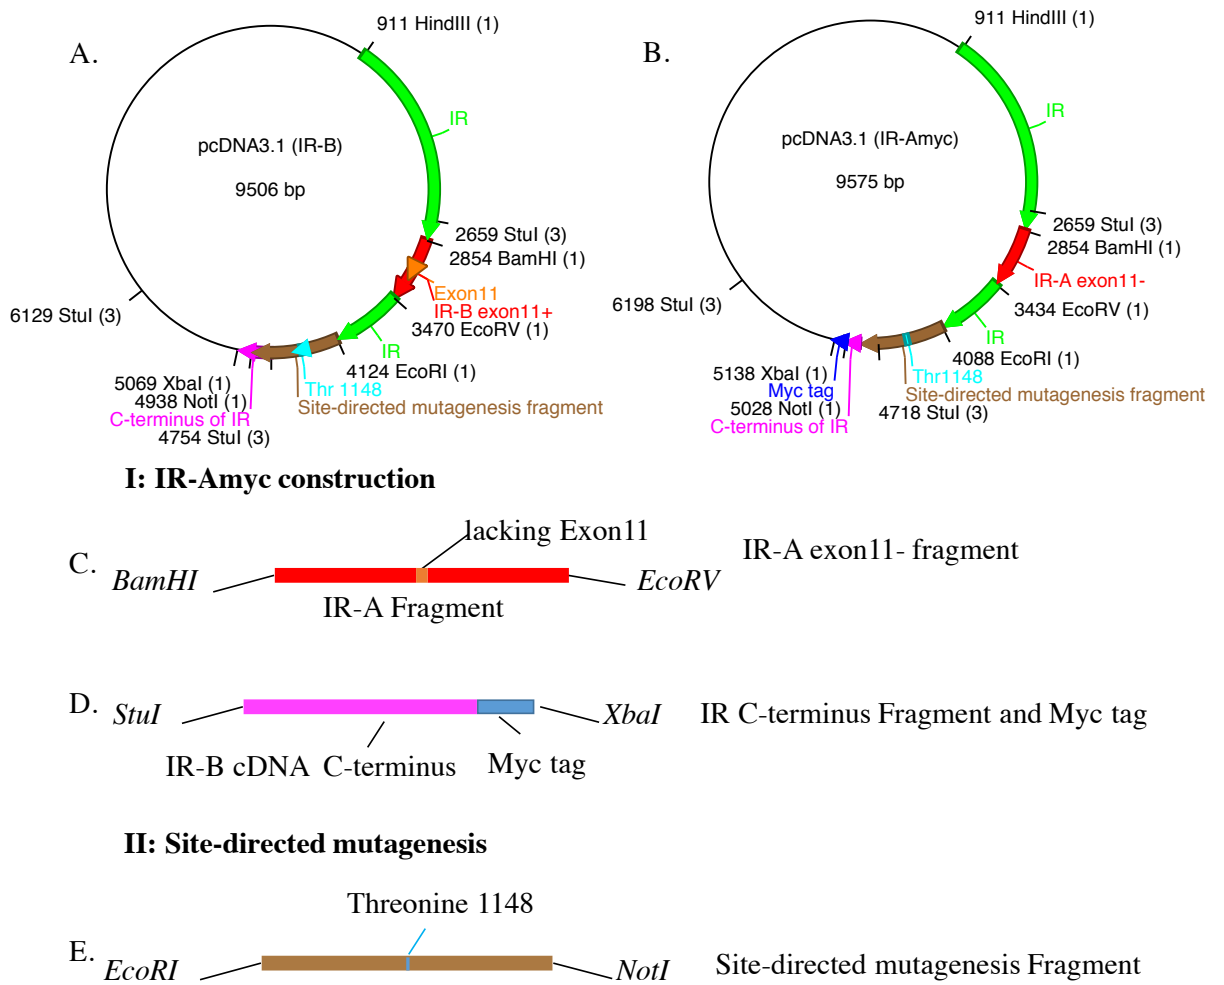 A.
911 HindIII (1)
IR
pcDNA3.1 (IR-B)
9506 bp
2659 StuI (3)
2854 BamHI (1)
Exon11
IR-B exon11+
3470 EcoRV (1)
IR
4124 EcoRI (1)
Thr 1148
Site-directed mutagenesis fragment
6129 StuI (3)
5069 XbaI (1)
4938 NotI (1)
C-terminus of IR
4754 StuI (3)
B.
911 HindIII (1)
IR
pcDNA3.1 (IR-Amyc)
9575 bp
2659 StuI (3)
2854 BamHI (1)
IR-A exon11-
3434 EcoRV (1)
IR
4088 EcoRI (1)
Thr1148
Site-directed mutagenesis fragment
4718 StuI (3)
6198 StuI (3)
5138 XbaI (1)
Myc tag
5028 NotI (1)
C-terminus of IR
I: IR-Amyc construction
lacking Exon11
C.
BamHI
EcoRV
IR-A exon11- fragment
IR-A Fragment
D.
StuI
XbaI
IR C-terminus Fragment and Myc tag
IR-B cDNA C-terminus
Myc tag
II: Site-directed mutagenesis
Threonine 1148
E.
EcoRI
NotI
Site-directed mutagenesis Fragment